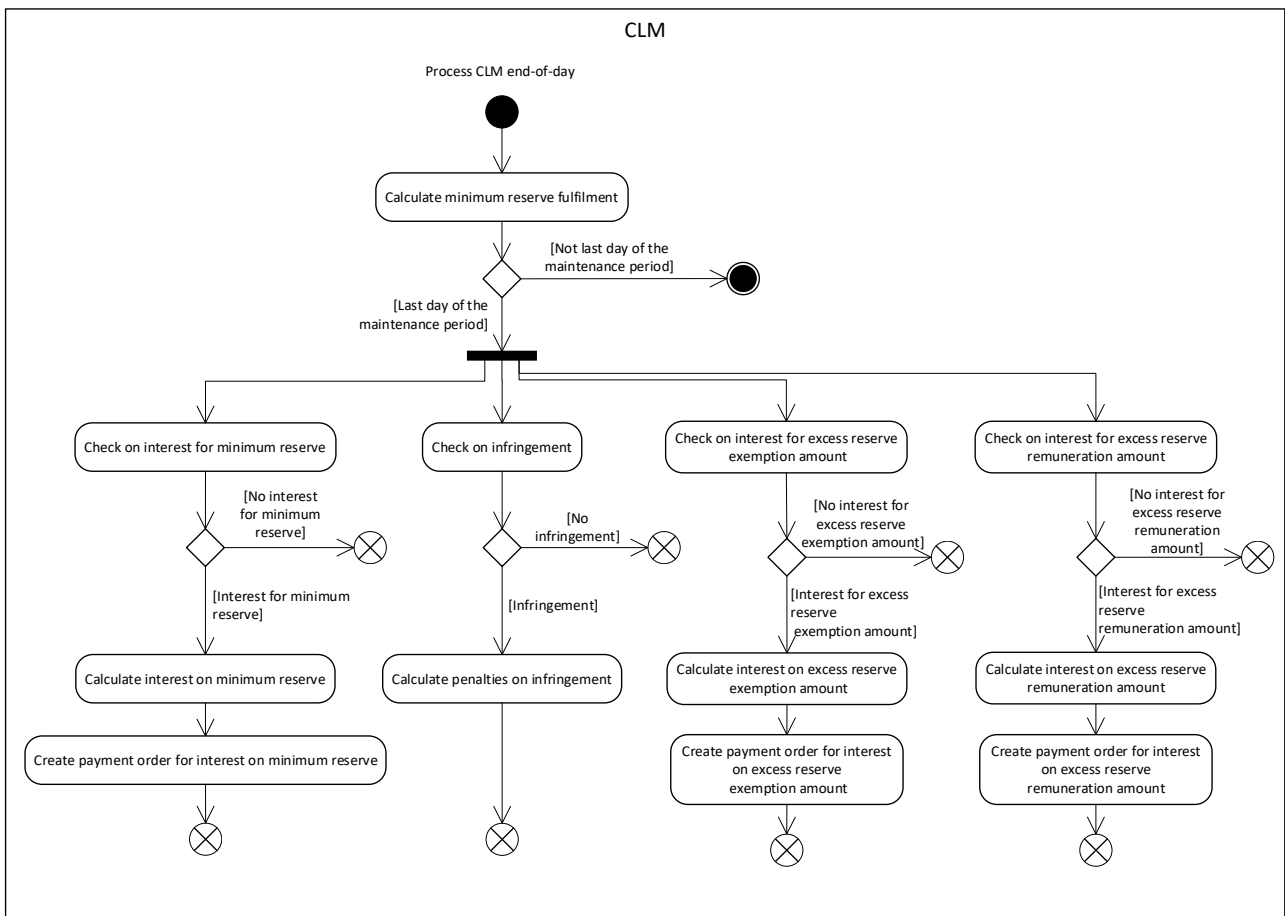 CLM
Process CLM end-of-day
Calculate minimum reserve fulfilment
[Not last day of the
maintenance period]
[Last day of the
maintenance period]
Check on interest for minimum reserve
Check on infringement
Check on interest for excess reserve
exemption amount
Check on interest for excess reserve
remuneration amount
[No interest
for minimum
reserve]
[No
infringement]
[No interest for
excess reserve
exemption amount]
[No interest for
excess reserve
remuneration
amount]
[Interest for minimum
reserve]
[Infringement]
[Interest for excess
reserve
exemption amount]
[Interest for excess
reserve
remuneration amount]
Calculate interest on minimum reserve
Calculate penalties on infringement
Calculate interest on excess reserve
exemption amount
Calculate interest on excess reserve
remuneration amount
Create payment order for interest on minimum reserve
Create payment order for interest
on excess reserve
exemption amount
Create payment order for interest
on excess reserve
remuneration amount